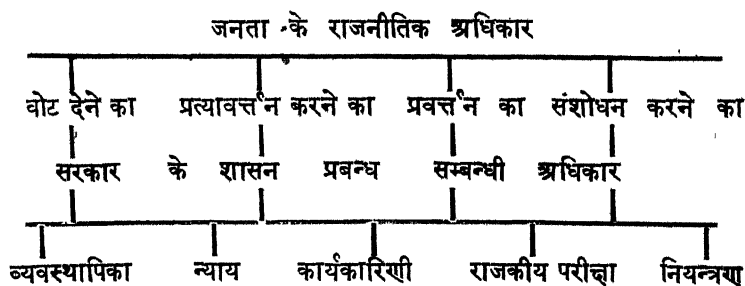 जनता के राजनीतिक अधिकार
वोट देने का प्रत्यावर्त्तन करने का प्रवर्त्तन का संशोधन करने का
सरकार के शासन प्रबन्ध सम्बन्धी अधिकार
व्यवस्थापिका न्याय कार्यकारिणी राजकीय परीक्षा नियन्त्रण